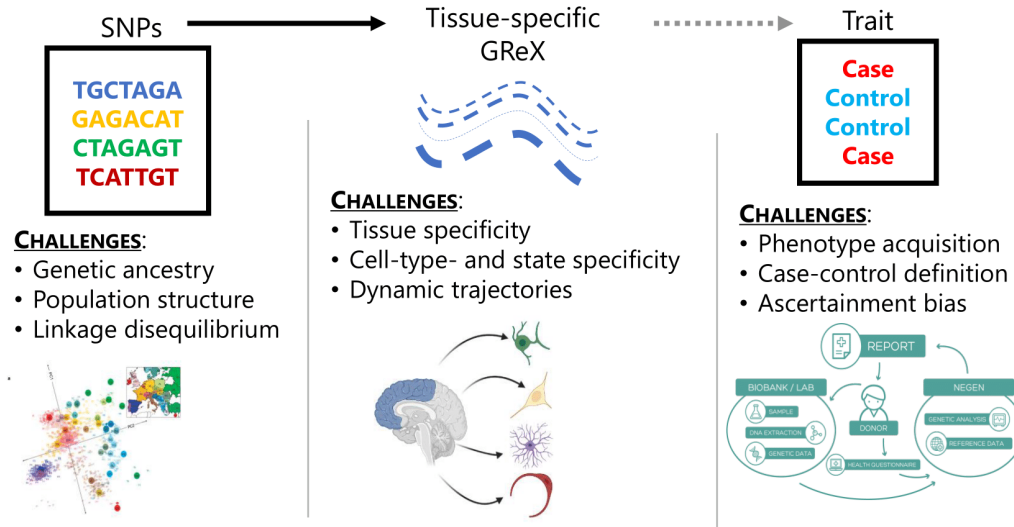 SNPs
TGCTAGA
GAGACAT
CTAGAGT
TCATTGT
CHALLENGES:
• Genetic ancestry
• Population structure
• Linkage disequilibrium
Tissue-specific
GReX
CHALLENGES:
• Tissue specificity
• Cell-type- and state specificity
• Dynamic trajectories
Trait
Case
Control
Control
Case
CHALLENGES:
• Phenotype acquisition
• Case-control definition
• Ascertainment bias
REPORT
BIOBANK / LAB
SAMPLE
DNA EXTRACTION
GENETIC DATA
DONOR
HEALTH QUESTIONNAIRE
NEGEN
GENETIC ANALYSIS
REFERENCE DATA